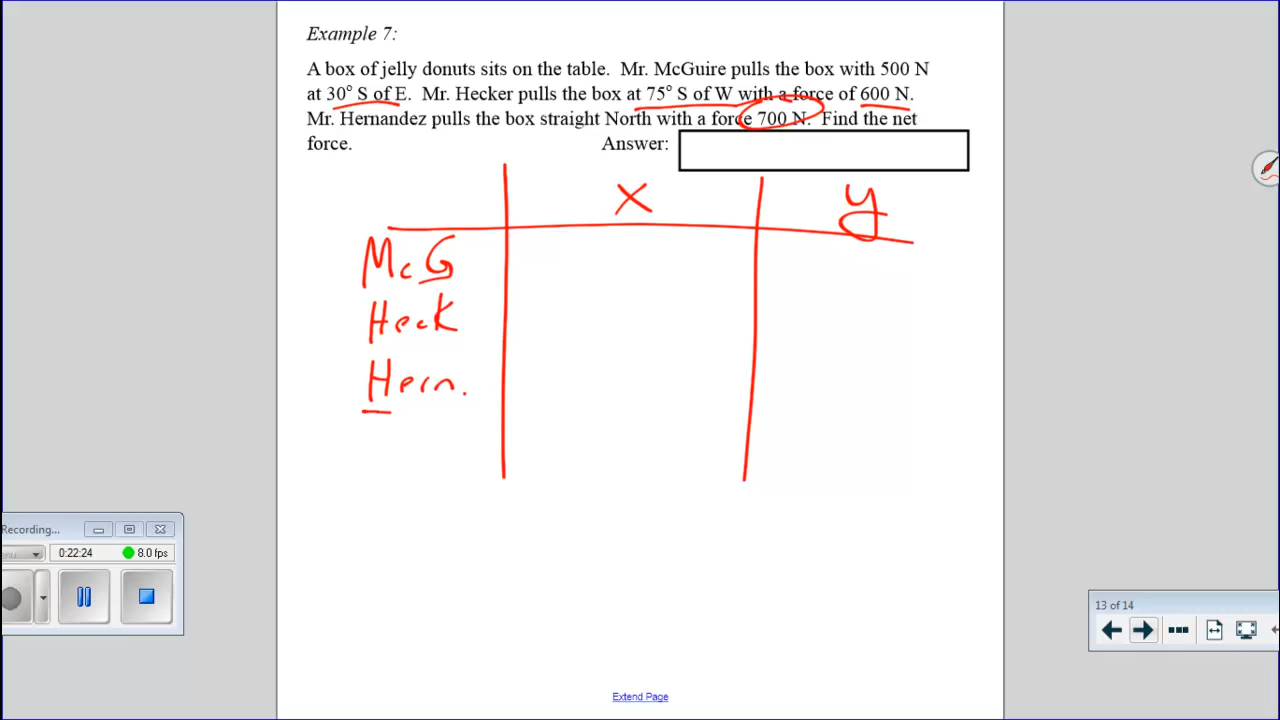 Example 7:
A box of jelly donuts sits on the table. Mr. McGuire pulls the box with 500 N
at 30° S of E. Mr. Hecker pulls the box at 75° S of W with a force of 600 N.
Mr. Hernandez pulls the box straight North with a force 700 N. Find the net
force. Answer:
x y
McG
Heck
Hern.
Recording...
enu 0:22:24 8.0 fps
13 of 14
Extend Page